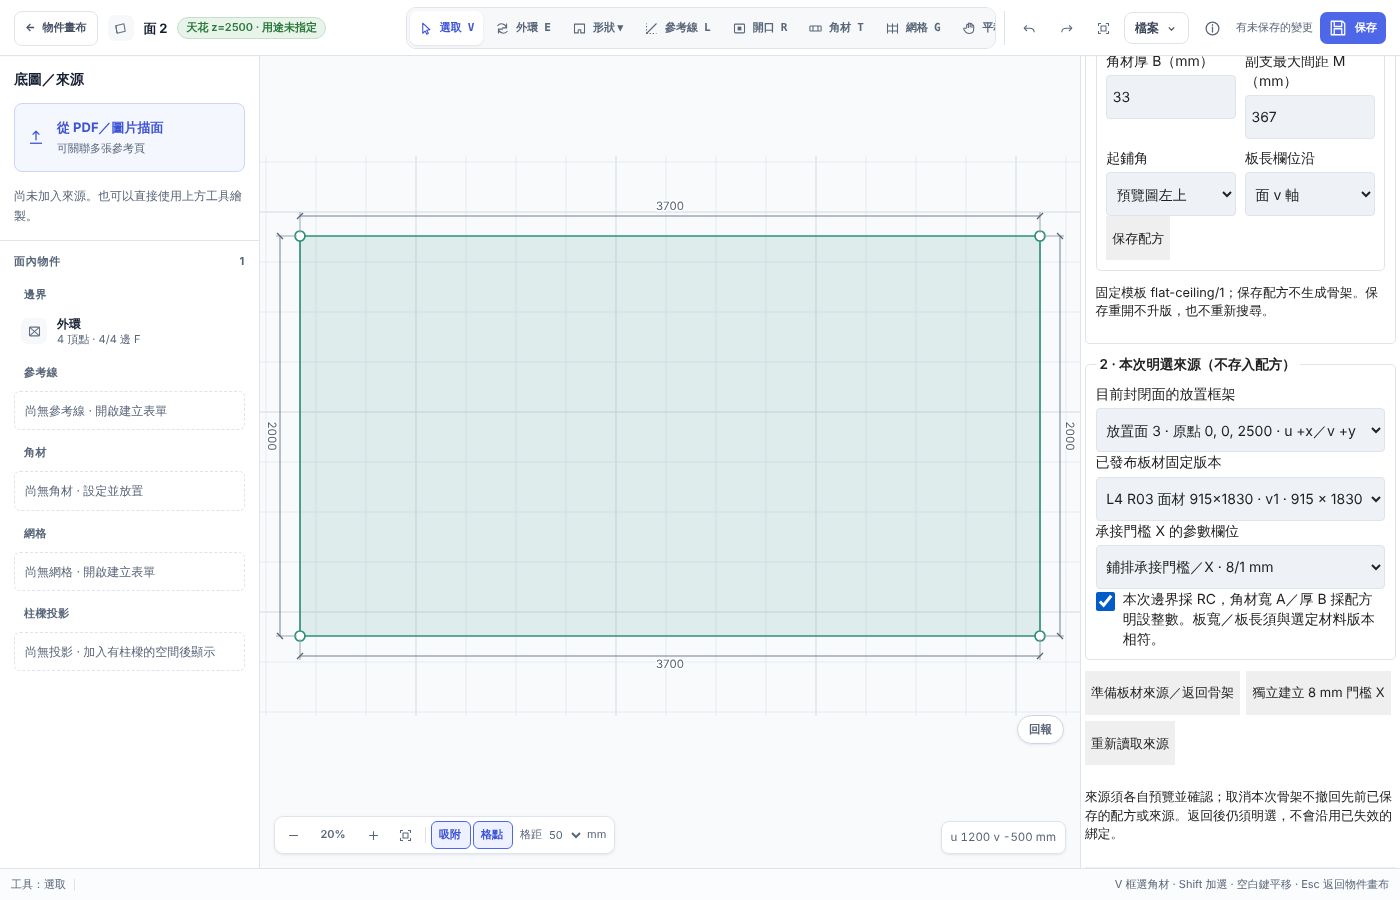 物件畫布
面 2
天花 z=2500 · 用途未指定
選取 V
外環 E
形狀 ▾
參考線 L
開口 R
角材 T
網格 G
檔案
有未保存的變更
保存
底圖／來源
從 PDF／圖片描面
可關聯多張參考頁
尚未加入來源。也可以直接使用上方工具繪
製。
面內物件 1
邊界
外環
4 頂點 · 4/4 邊 F
參考線
尚無參考線 · 開啟建立表單
角材
尚無角材 · 設定並放置
網格
尚無網格 · 開啟建立表單
柱樑投影
尚無投影 · 加入有柱樑的空間後顯示
3700
2000
2000
3700
回報
20%
吸附
格點
格距 50 mm
u 1200 v -500 mm
角材厚 B（mm）
副支最大間距 M
（mm）
33
367
起鋪角
板長欄位沿
預覽圖左上
面 v 軸
保存配方
固定模板 flat-ceiling/1；保存配方不生成骨架。保
存重開不升版，也不重新搜尋。
2 · 本次明選來源（不存入配方）
目前封閉面的放置框架
放置面 3 · 原點 0, 0, 2500 · u +x／v +y
已發布板材固定版本
L4 R03 面材 915×1830 · v1 · 915 × 1830
承接門檻 X 的參數欄位
鋪排承接門檻／X · 8/1 mm
本次邊界採 RC，角材寬 A／厚 B 採配方
明設整數。板寬／板長須與選定材料版本
相符。
準備板材來源／返回骨架
獨立建立 8 mm 門檻 X
重新讀取來源
來源須各自預覽並確認；取消本次骨架不撤回先前已保
存的配方或來源。返回後仍須明選，不會沿用已失效的
綁定。
工具：選取
V 框選角材 · Shift 加選 · 空白鍵平移 · Esc 返回物件畫布